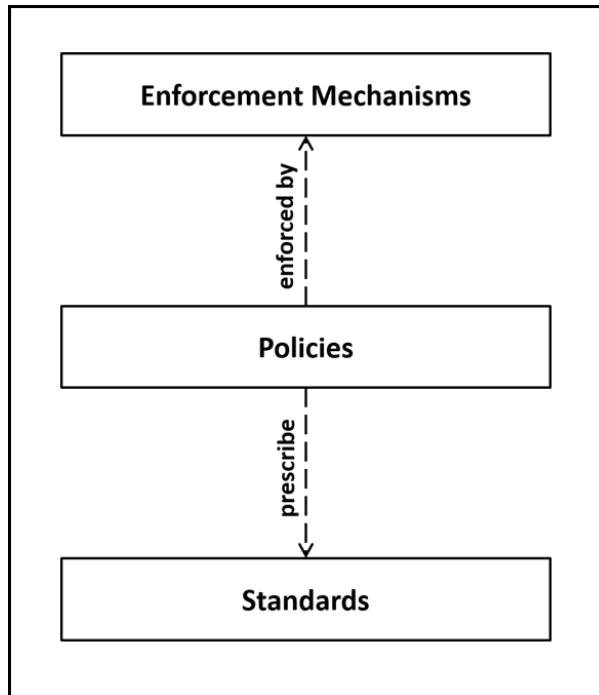 Enforcement Mechanisms
enforced by
Policies
prescribe
Standards